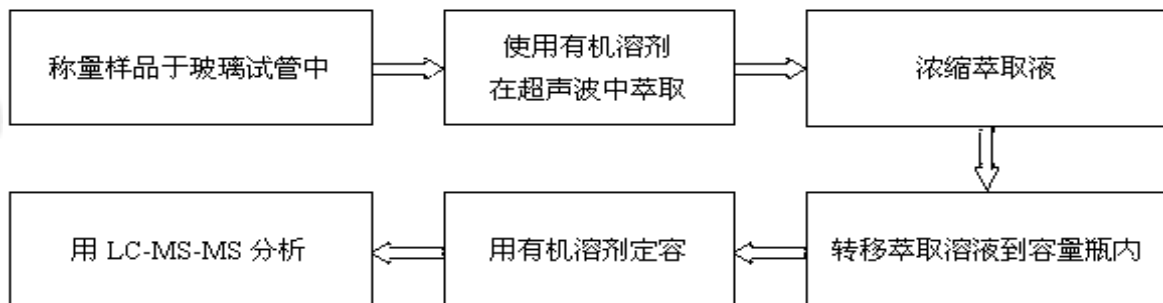 称量样品于玻璃试管中
使用有机溶剂
在超声波中萃取
浓缩萃取液
转移萃取溶液到容量瓶内
用有机溶剂定容
用 LC-MS-MS 分析